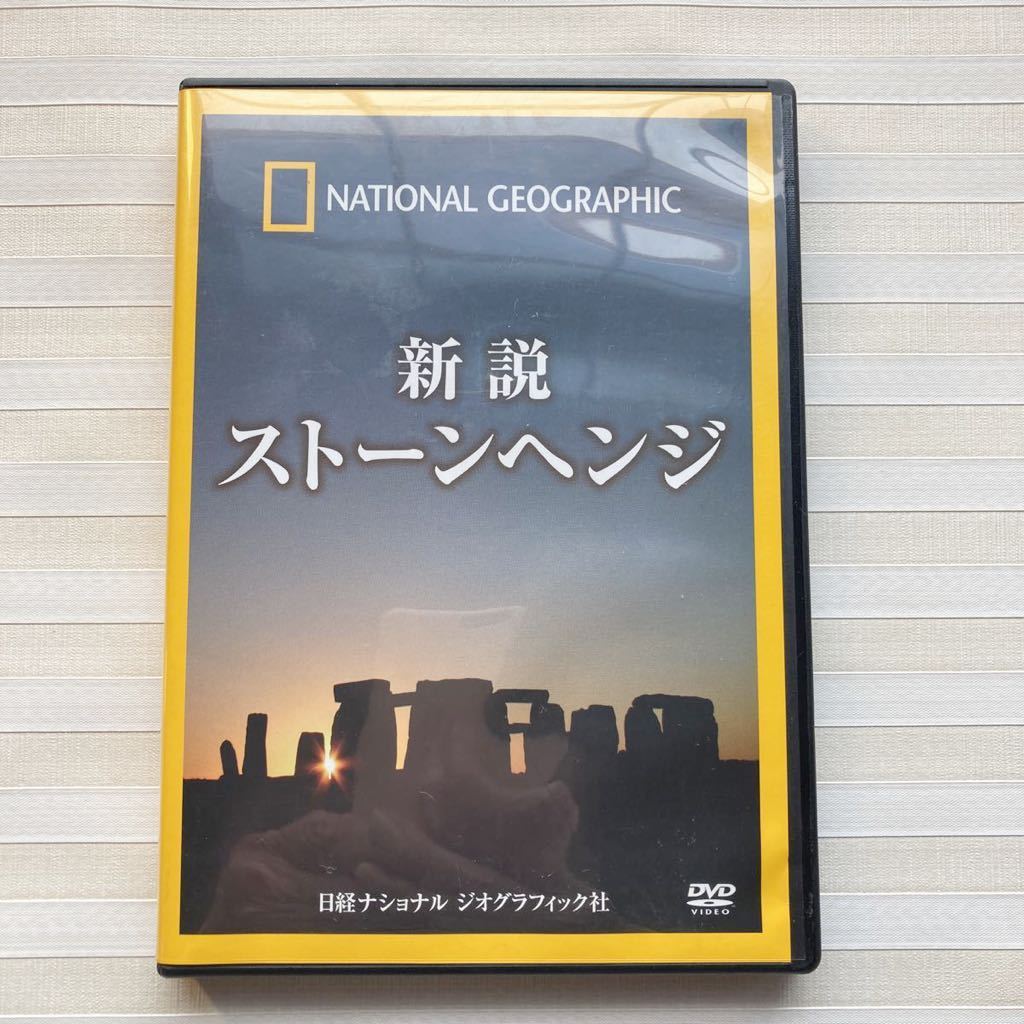 NATIONAL GEOGRAPHIC
新説
ストーンヘンジ
日経ナショナル ジオグラフィック社
DVD
VIDEO